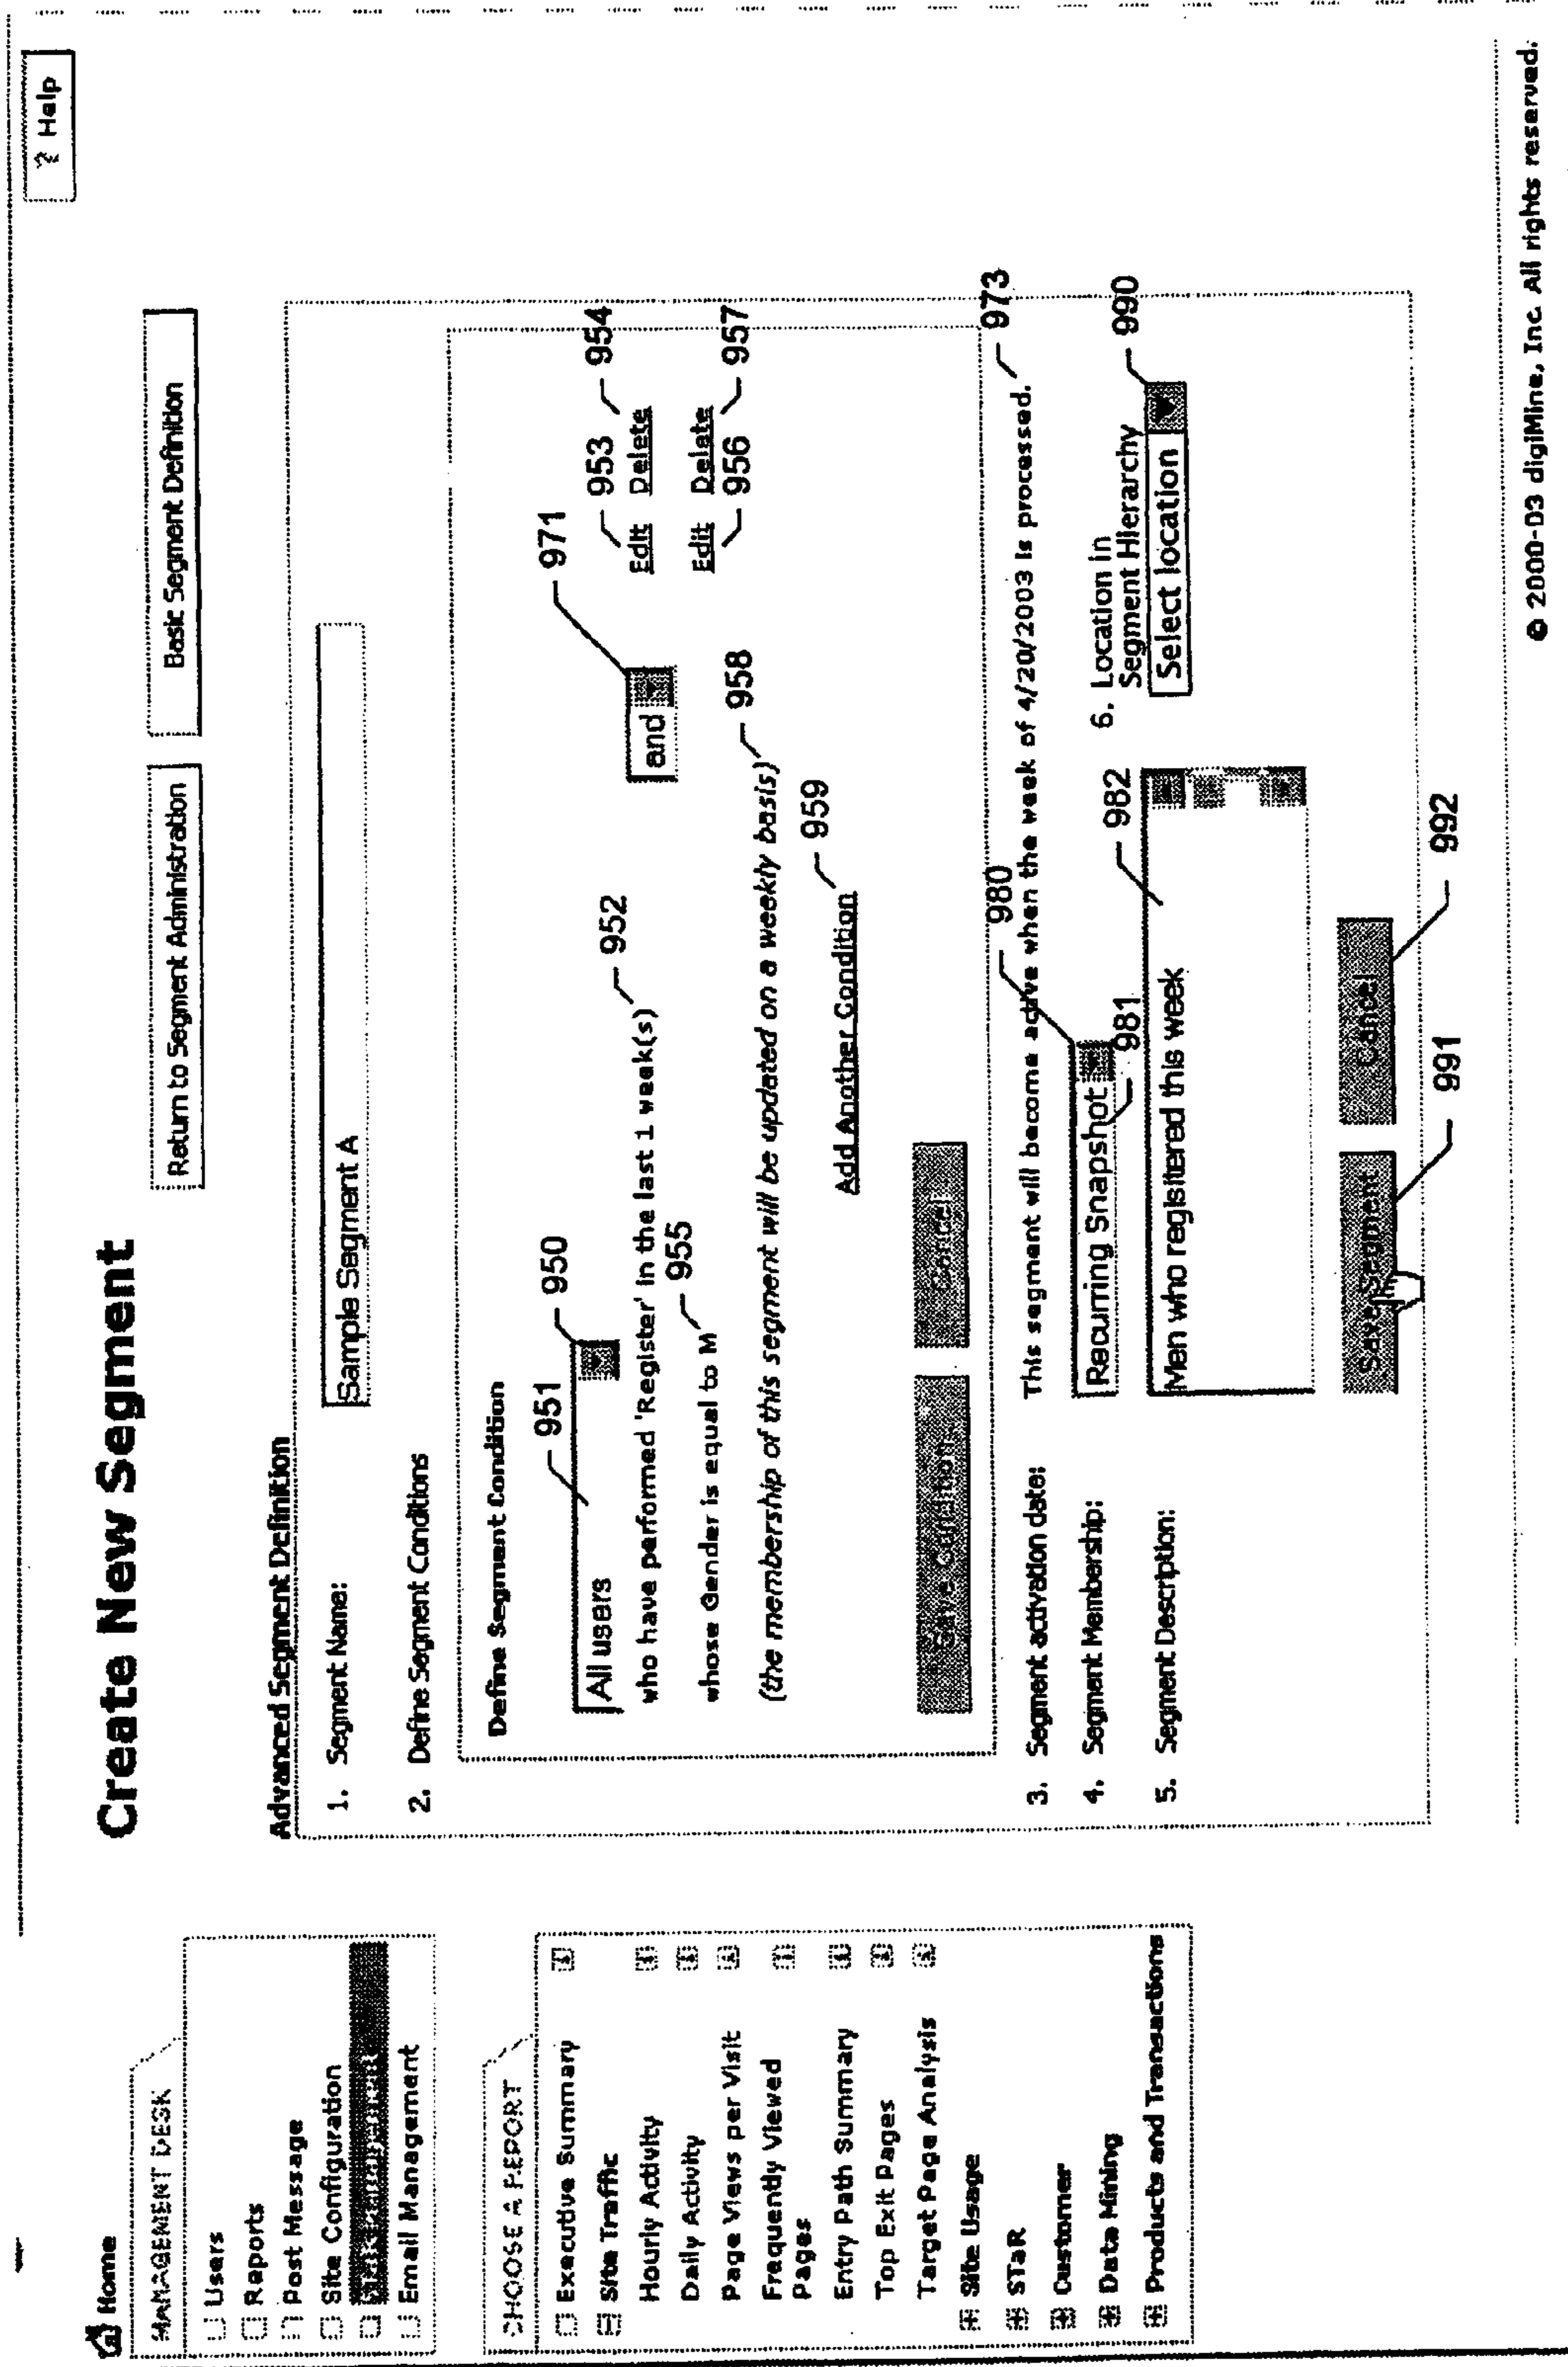 Home
MANAGEMENT DESK
Users
Reports
Post Message
Site Configuration
Email Management
CHOOSE A REPORT
Executive Summary
Site Traffic
Hourly Activity
Daily Activity
Page Views per Visit
Frequently Viewed
Pages
Entry Path Summary
Top Exit Pages
Target Page Analysis
Site Usage
STaR
Customer
Data Mining
Products and Transactions
? Help
Create New Segment
Return to Segment Administration
Basic Segment Definition
Advanced Segment Definition
1. Segment Name:
Sample Segment A
2. Define Segment Conditions
Define Segment Condition
951
950
All users
952
971
953
954
who have performed 'Register' in the last 1 week(s)
and
Edit Delete
955
whose Gender is equal to M
Edit Delete
956
957
958
(the membership of this segment will be updated on a weekly basis)
959
Add Another Condition
Save Condition
Cancel
980
973
3. Segment activation date:
This segment will become active when the week of 4/20/2003 is processed.
4. Segment Membership:
Recurring Snapshot
981
982
6. Location in
Segment Hierarchy
990
Select location
5. Segment Description:
Men who regisitered this week
Save Segment
Cancel
991
992
© 2000-03 digiMine, Inc. All rights reserved.